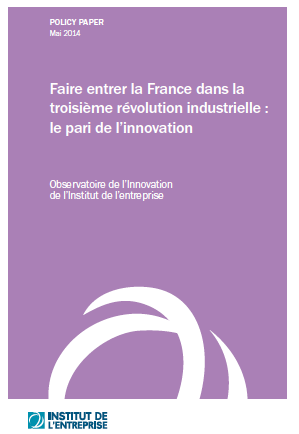 POLICY PAPER
Mai 2014
Faire entrer la France dans la
troisième révolution industrielle :
le pari de l'innovation
Observatoire de l'Innovation
de l'Institut de l'entreprise
INSTITUT DE
L'ENTREPRISE